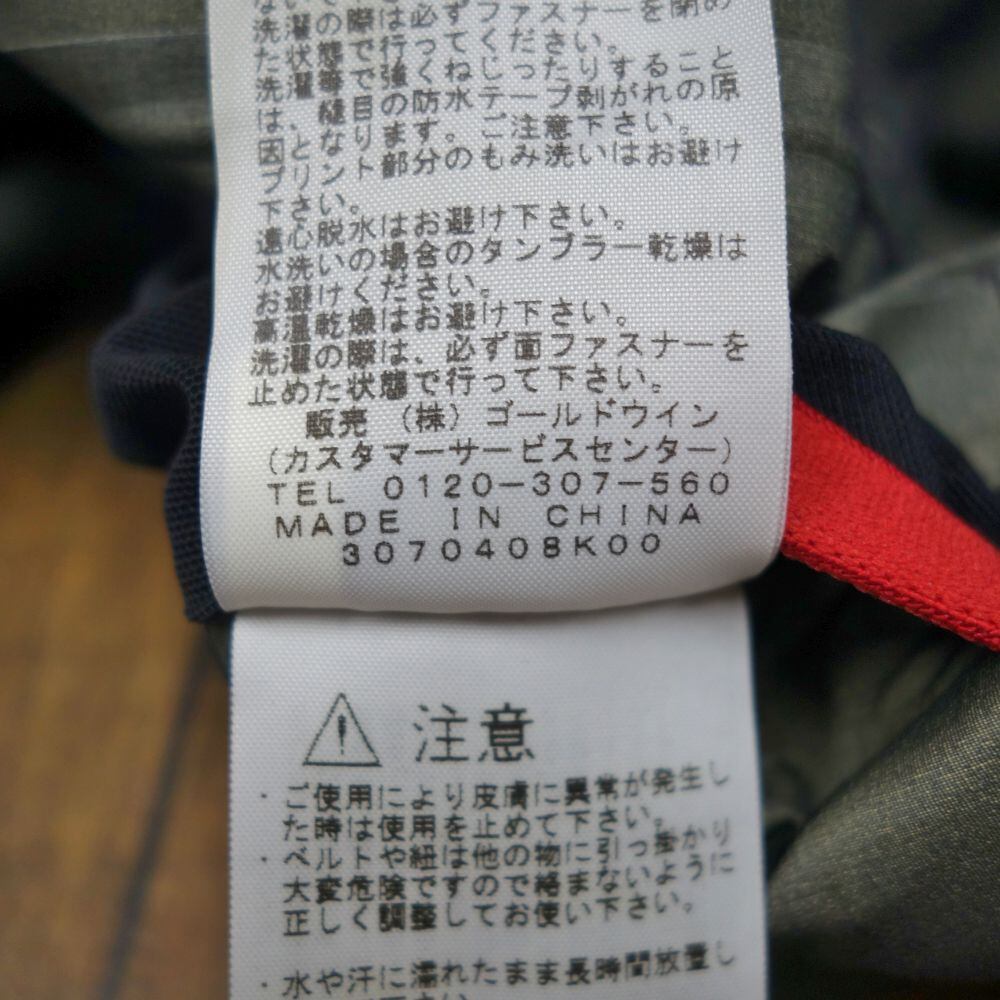 洗濯の際は必ずファスナーを閉め
た状態で行ってください。
洗濯等で強くねじったりすること
は、縫目の防水テープ剥がれの原
因となります。ご注意下さい。
プリント部分のもみ洗いはお避け
下さい。
遠心脱水はお避け下さい。
水洗いの場合のタンブラー乾燥は
お避けください。
高温乾燥はお避け下さい。
洗濯の際は、必ず面ファスナーを
止めた状態で行って下さい。
販売 (株) ゴールドウイン
(カスタマーサービスセンター)
TEL 0120-307-560
MADE IN CHINA
3070408K00
注意
・ご使用により皮膚に異常が発生し
た時は使用を止めて下さい。
・ベルトや紐は他の物に引っ掛かり
大変危険ですので絡まないように
正しく調整してお使い下さい。
・水や汗に濡れたまま長時間放置し